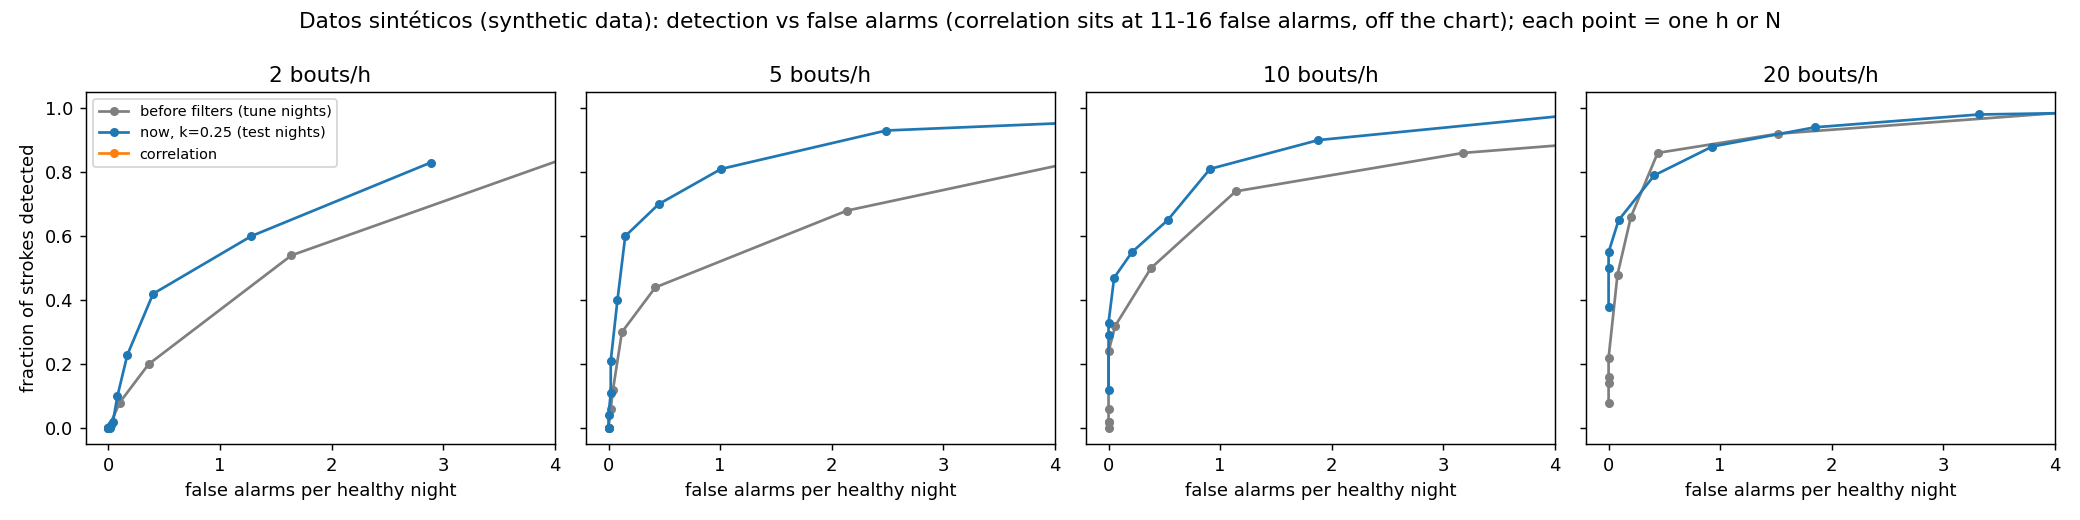 Datos sintéticos (synthetic data): detection vs false alarms (correlation sits at 11-16 false alarms, off the chart); each point = one h or N
2 bouts/h
5 bouts/h
10 bouts/h
20 bouts/h
fraction of strokes detected
1.0
0.8
0.6
0.4
0.2
0.0
before filters (tune nights)
now, k=0.25 (test nights)
correlation
0 1 2 3 4
0 1 2 3 4
0 1 2 3 4
0 1 2 3 4
false alarms per healthy night
false alarms per healthy night
false alarms per healthy night
false alarms per healthy night